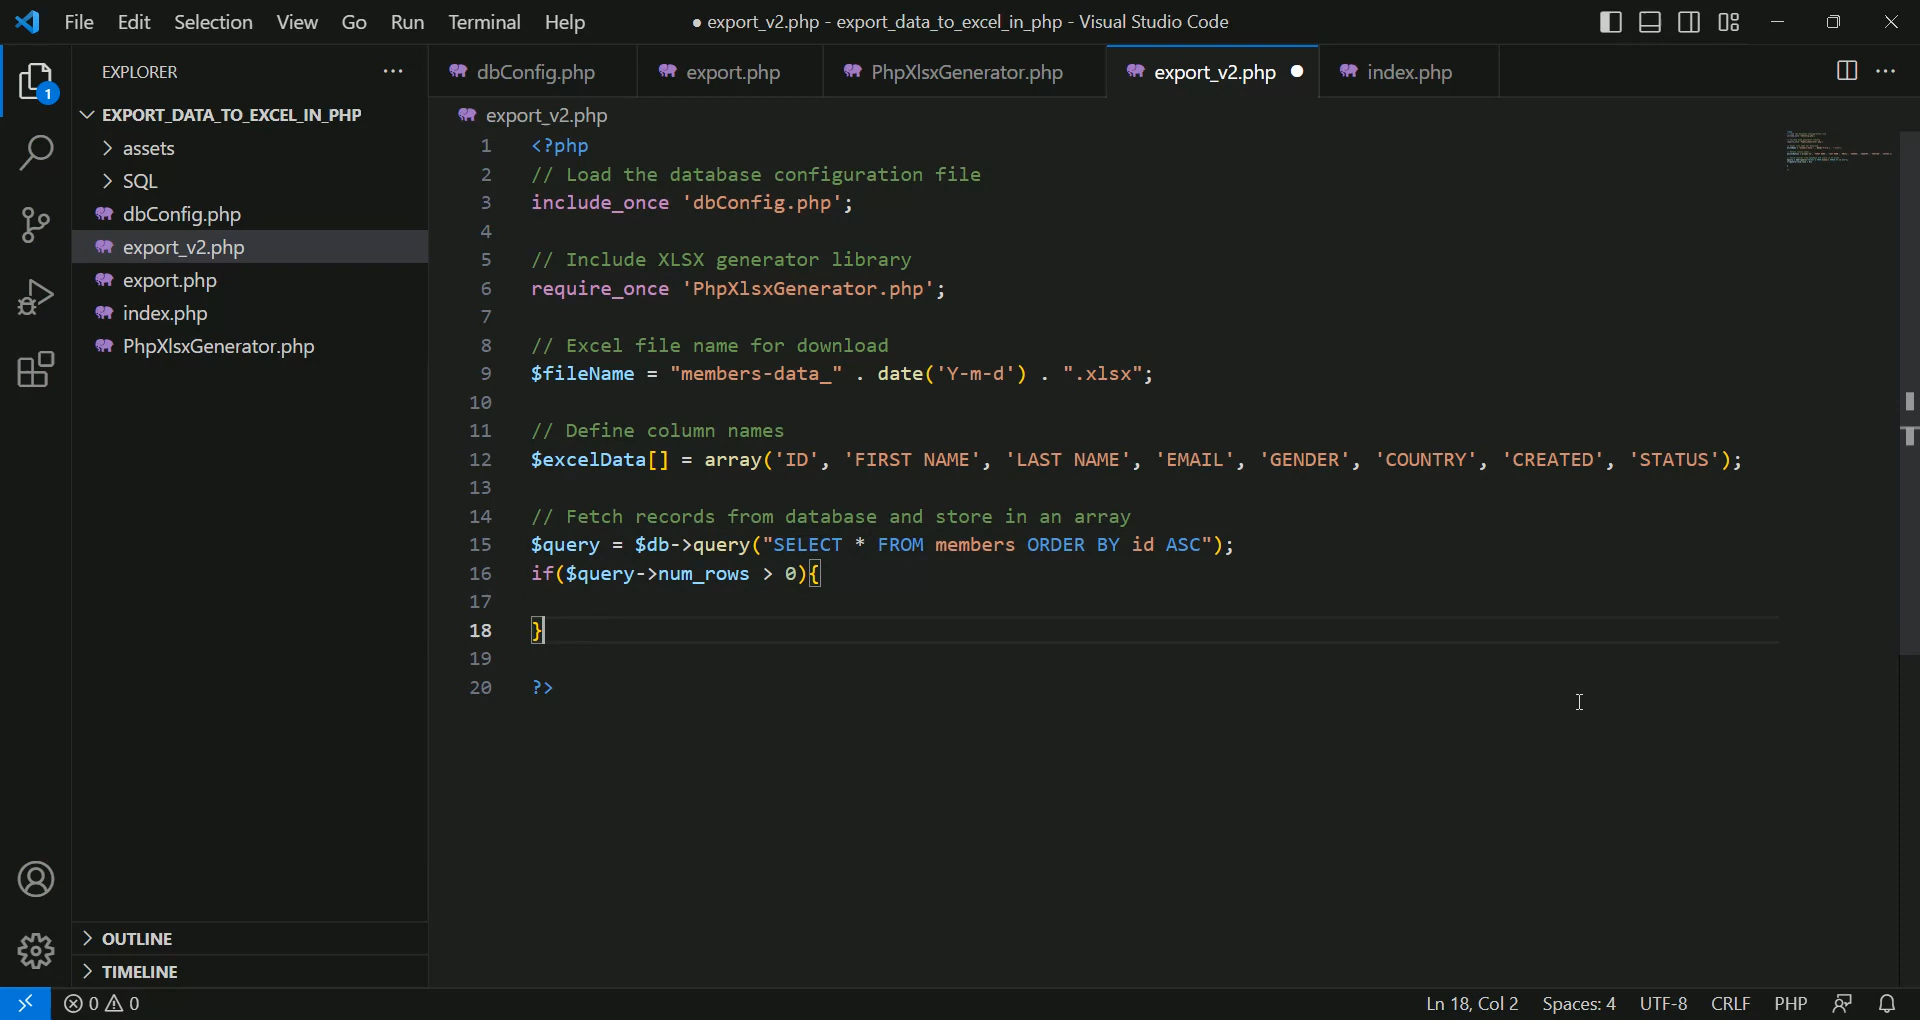 File Edit Selection View Go Run Terminal Help ● export_v2.php - export_data_to_excel_in_php - Visual Studio Code
EXPLORER ···
1
EXPORT_DATA_TO_EXCEL_IN_PHP
assets
SQL
dbConfig.php
export_v2.php
export.php
index.php
PhpXlsxGenerator.php
OUTLINE
TIMELINE
dbConfig.php export.php PhpXlsxGenerator.php export_v2.php ● index.php
export_v2.php
1 <?php
2 // Load the database configuration file
3 include_once 'dbConfig.php';
4
5 // Include XLSX generator library
6 require_once 'PhpXlsxGenerator.php';
7
8 // Excel file name for download
9 $fileName = "members-data_" . date('Y-m-d') . ".xlsx";
10
11 // Define column names
12 $excelData[] = array('ID', 'FIRST NAME', 'LAST NAME', 'EMAIL', 'GENDER', 'COUNTRY', 'CREATED', 'STATUS');
13
14 // Fetch records from database and store in an array
15 $query = $db->query("SELECT * FROM members ORDER BY id ASC");
16 if($query->num_rows > 0){
17
18 }
19
20 ?>
0 0 Ln 18, Col 2 Spaces: 4 UTF-8 CRLF PHP